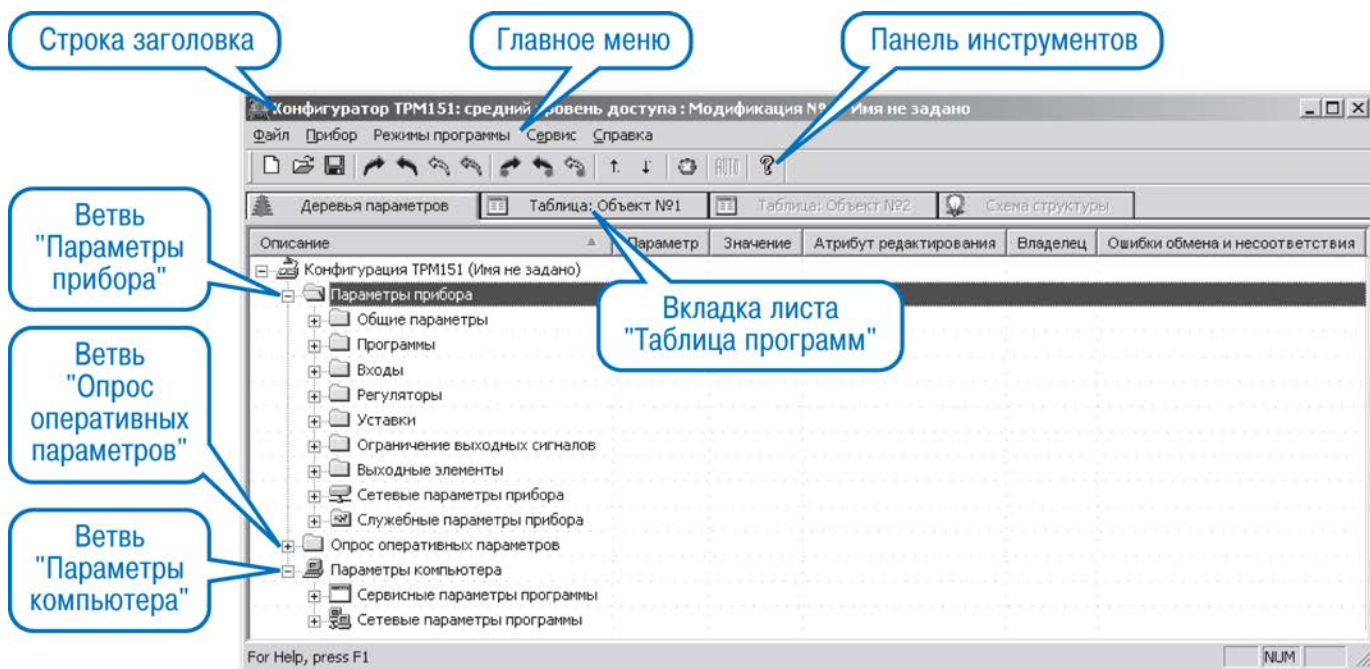 Строка заголовка
Главное меню
Панель инструментов
Конфигуратор ТРМ151: средний уровень доступа : Модификация Имя не задано
Файл Прибор Режимы программы Сервис Справка
AUTO
Деревья параметров Таблица: Объект №1 Таблица: Объект №2 Схема структуры
Описание Параметр Значение Атрибут редактирования Владелец Ошибки обмена и несоответствия
Конфигурация ТРМ151 (Имя не задано)
Параметры прибора
Общие параметры
Программы
Входы
Регуляторы
Уставки
Ограничение выходных сигналов
Выходные элементы
Сетевые параметры прибора
Служебные параметры прибора
Опрос оперативных параметров
Параметры компьютера
Сервисные параметры программы
Сетевые параметры программы
Ветвь
"Параметры
прибора"
Ветвь
"Опрос
оперативных
параметров"
Ветвь
"Параметры
компьютера"
Вкладка листа
"Таблица программ"
For Help, press F1
NUM